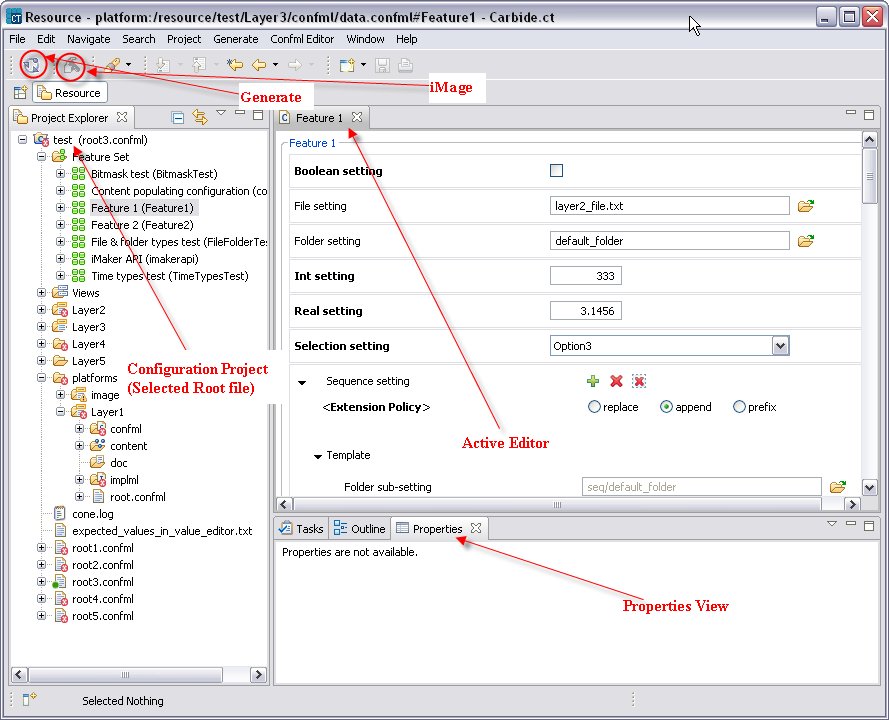 Resource - platform:/resource/test/Layer3/confml/data.confml#Feature1 - Carbide.ct
File Edit Navigate Search Project Generate Confml Editor Window Help
Generate
iMage
Resource
Project Explorer
test (root3.confml)
Feature Set
Bitmask test (BitmaskTest)
Content populating configuration (co
Feature 1 (Feature1)
Feature 2 (Feature2)
File & folder types test (FileFolderTe
iMaker API (imakerapi)
Time types test (TimeTypesTest)
Views
Layer2
Layer3
Layer4
Layer5
platforms
image
Layer1
confml
content
doc
implml
root.confml
cone.log
expected_values_in_value_editor.txt
root1.confml
root2.confml
root3.confml
root4.confml
root5.confml
Configuration Project
(Selected Root file)
Feature 1
Feature 1
Boolean setting
File setting layer2_file.txt
Folder setting default_folder
Int setting 333
Real setting 3.1456
Selection setting Option3
Sequence setting
<Extension Policy> replace append prefix
Active Editor
Template
Folder sub-setting seq/default_folder
Tasks Outline Properties
Properties are not available.
Properties View
Selected Nothing